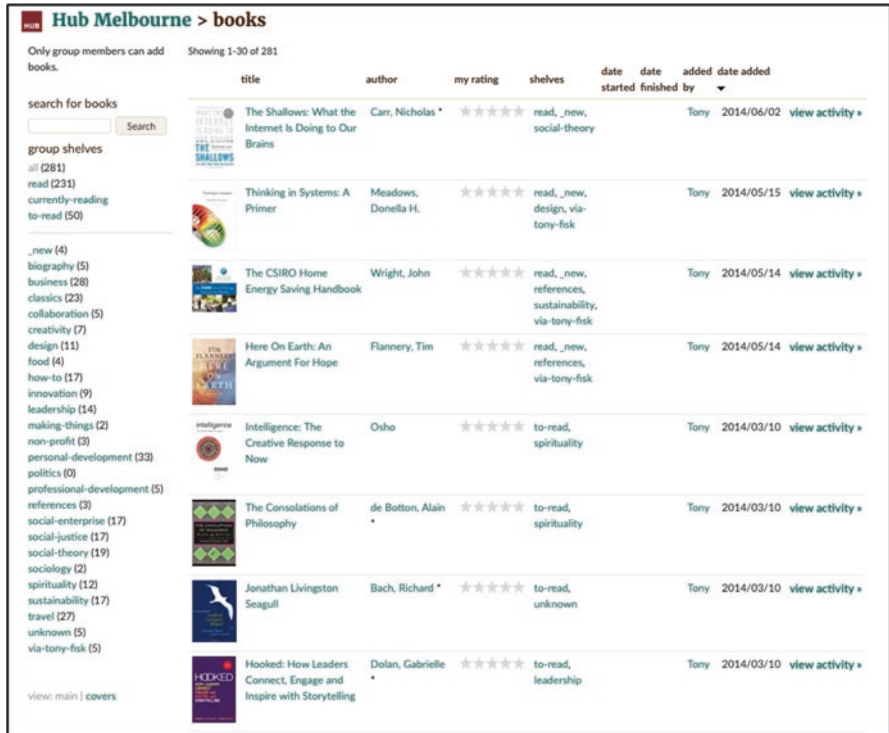 HUB Hub Melbourne > books
Only group members can add
books.
search for books
Search
group shelves
all (281)
read (231)
currently-reading
to-read (50)
_new (4)
biography (5)
business (28)
classics (23)
collaboration (5)
creativity (7)
design (11)
food (4)
how-to (17)
innovation (9)
leadership (14)
making-things (2)
non-profit (3)
personal-development (33)
politics (0)
professional-development (5)
references (3)
social-enterprise (17)
social-justice (17)
social-theory (19)
sociology (2)
spirituality (12)
sustainability (17)
travel (27)
unknown (5)
via-tony-fisk (5)
view: main | covers
Showing 1-30 of 281
title author my rating shelves date started date finished added by date added
THE
SHALLOWS
The Shallows: What the
Internet Is Doing to Our
Brains
Carr, Nicholas *
read, _new,
social-theory
Tony 2014/06/02 view activity »
Thinking in Systems: A
Primer
Meadows,
Donella H.
read, _new,
design, via-
tony-fisk
Tony 2014/05/15 view activity »
The CSIRO Home
Energy Saving Handbook
Wright, John
read, _new,
references,
sustainability,
via-tony-fisk
Tony 2014/05/14 view activity »
TIM
FLANNERY
HERE
ON
EARTH
Here On Earth: An
Argument For Hope
Flannery, Tim
read, _new,
references,
via-tony-fisk
Tony 2014/05/14 view activity »
intelligence
OSHO
Intelligence: The
Creative Response to
Now
Osho
to-read,
spirituality
Tony 2014/03/10 view activity »
The Consolations of
Philosophy
de Botton, Alain
*
to-read,
spirituality
Tony 2014/03/10 view activity »
Jonathan Livingston
Seagull
Bach, Richard *
to-read,
unknown
Tony 2014/03/10 view activity »
HOOKED
Hooked: How Leaders
Connect, Engage and
Inspire with Storytelling
Dolan, Gabrielle
*
to-read,
leadership
Tony 2014/03/10 view activity »